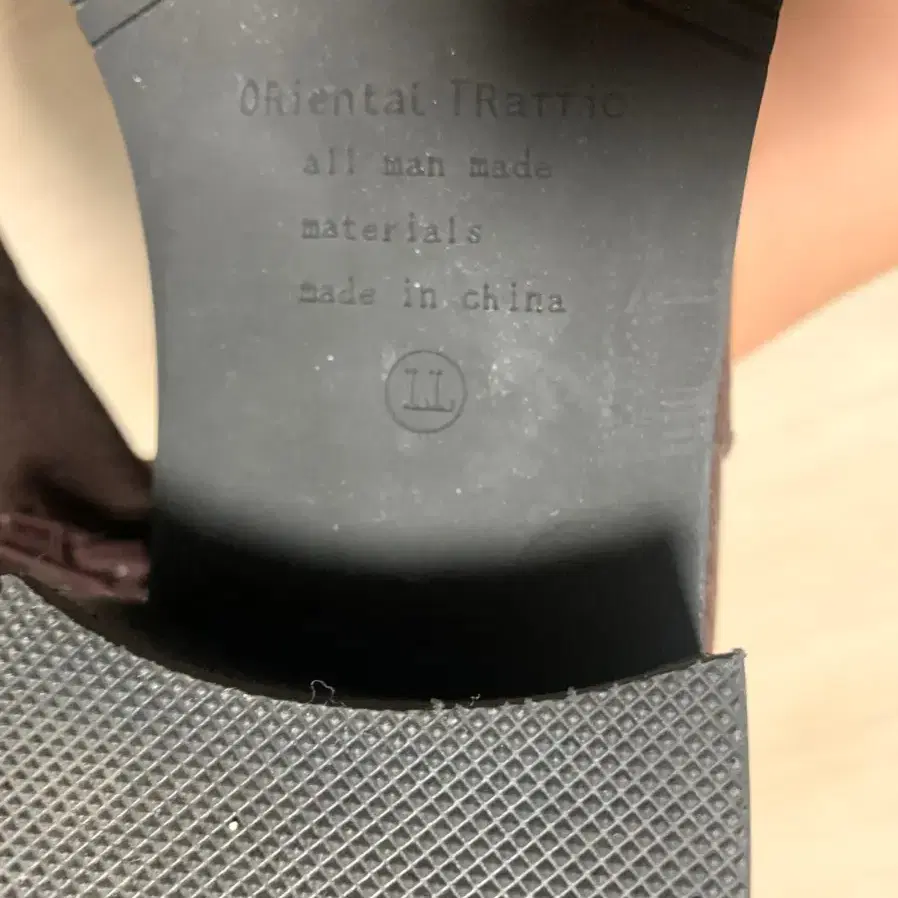 ORiental TRaffic
all man made
materials
made in china
LL